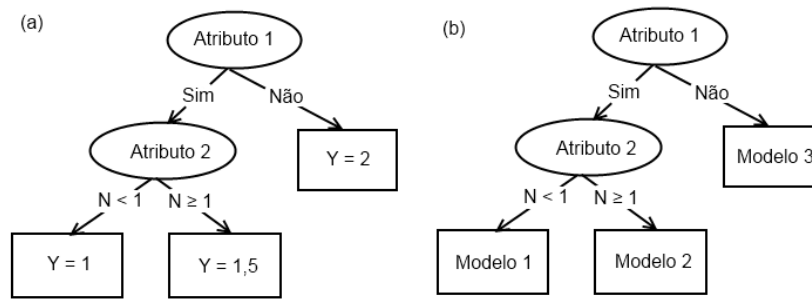 (a)
Atributo 1
Sim
Não
Atributo 2
Y = 2
N < 1
N ≥ 1
Y = 1
Y = 1,5
(b)
Atributo 1
Sim
Não
Atributo 2
Modelo 3
N < 1
N ≥ 1
Modelo 1
Modelo 2